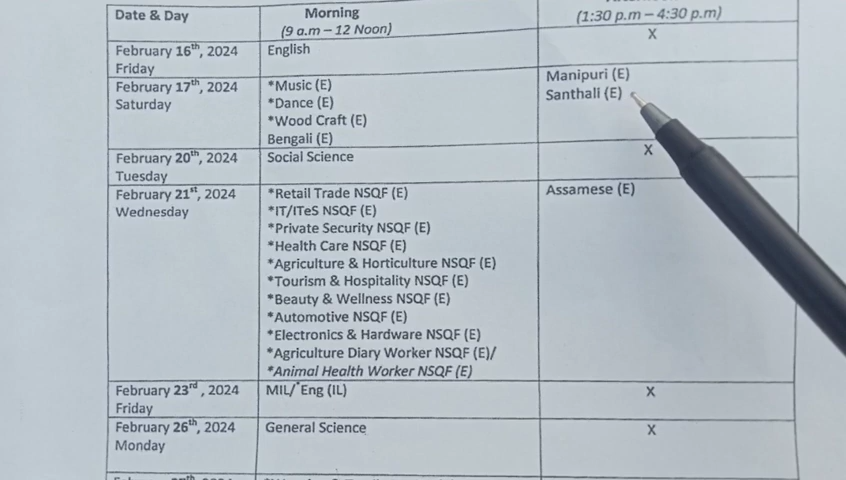 Date & Day
Morning
(9 a.m – 12 Noon)
(1:30 p.m – 4:30 p.m)
February 16th, 2024
Friday
English
X
February 17th, 2024
Saturday
*Music (E)
*Dance (E)
*Wood Craft (E)
Bengali (E)
Manipuri (E)
Santhali (E)
February 20th, 2024
Tuesday
Social Science
X
February 21st, 2024
Wednesday
*Retail Trade NSQF (E)
*IT/ITeS NSQF (E)
*Private Security NSQF (E)
*Health Care NSQF (E)
*Agriculture & Horticulture NSQF (E)
*Tourism & Hospitality NSQF (E)
*Beauty & Wellness NSQF (E)
*Automotive NSQF (E)
*Electronics & Hardware NSQF (E)
*Agriculture Diary Worker NSQF (E)/
*Animal Health Worker NSQF (E)
Assamese (E)
February 23rd , 2024
Friday
MIL/*Eng (IL)
X
February 26th, 2024
Monday
General Science
X